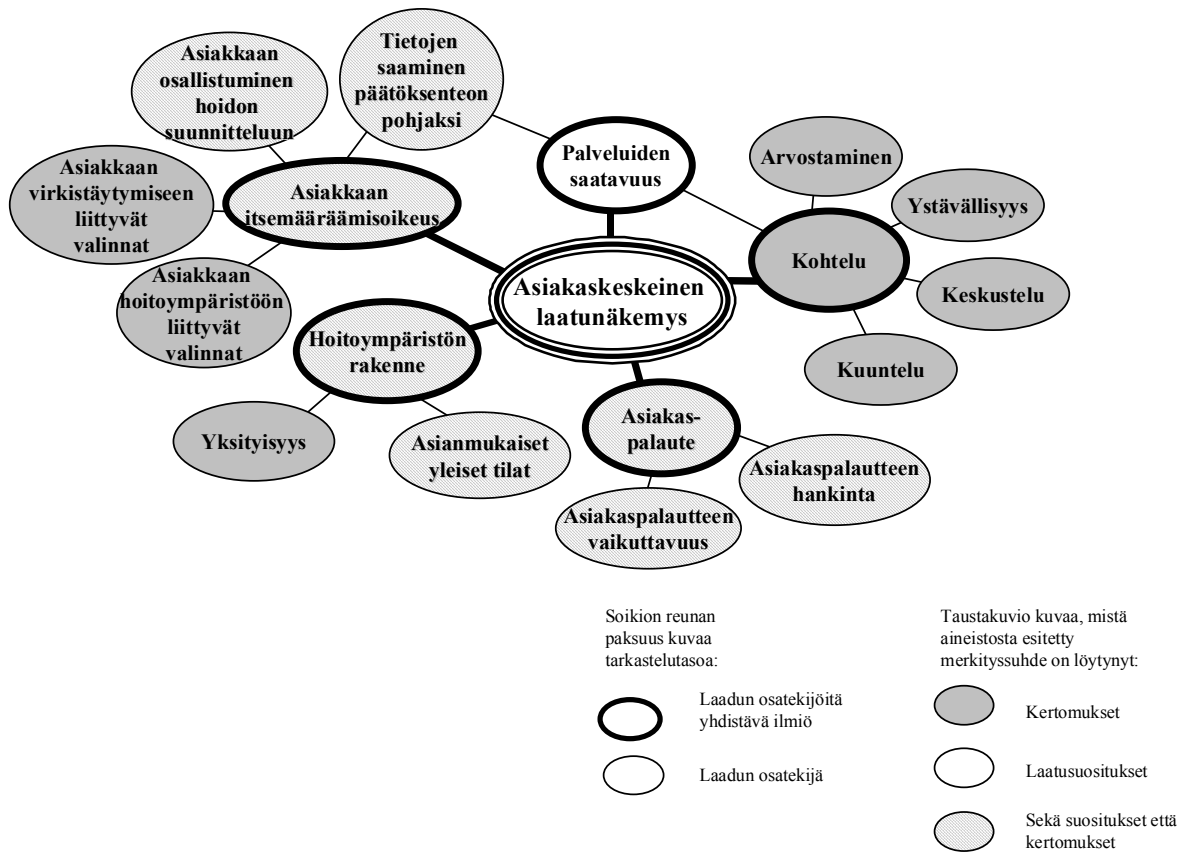 Asiakkaan
osallistuminen
hoidon
suunnitteluun
Tietojen
saaminen
päätöksenteon
pohjaksi
Palveluiden
saatavuus
Arvostaminen
Ystävällisyys
Asiakkaan
virkistäytymiseen
liittyvät
valinnat
Asiakkaan
itsemääräämisoikeus
Kohtelu
Keskustelu
Asiakkaan
hoitoympäristöön
liittyvät
valinnat
Asiakaskeskeinen
laatunäkemys
Hoitoympäristön
rakenne
Kuuntelu
Yksityisyys
Asianmukaiset
yleiset tilat
Asiakas-
palaute
Asiakaspalautteen
hankinta
Asiakaspalautteen
vaikuttavuus
Soikion reunan
paksuus kuvaa
tarkastelutasoa:
Laadun osatekijöitä
yhdistävä ilmiö
Laadun osatekijä
Taustakuvio kuvaa, mistä
aineistosta esitetty
merkityssuhde on löytynyt:
Kertomukset
Laatusuositukset
Sekä suositukset että
kertomukset